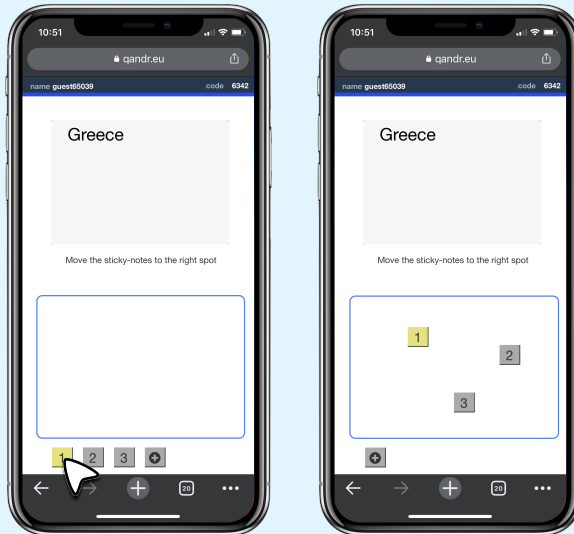 10:51
qandr.eu
name guest65039 code 6342
Greece
Move the sticky-notes to the right spot
1 2 3
20
10:51
qandr.eu
name guest65039 code 6342
Greece
Move the sticky-notes to the right spot
1
2
3
20